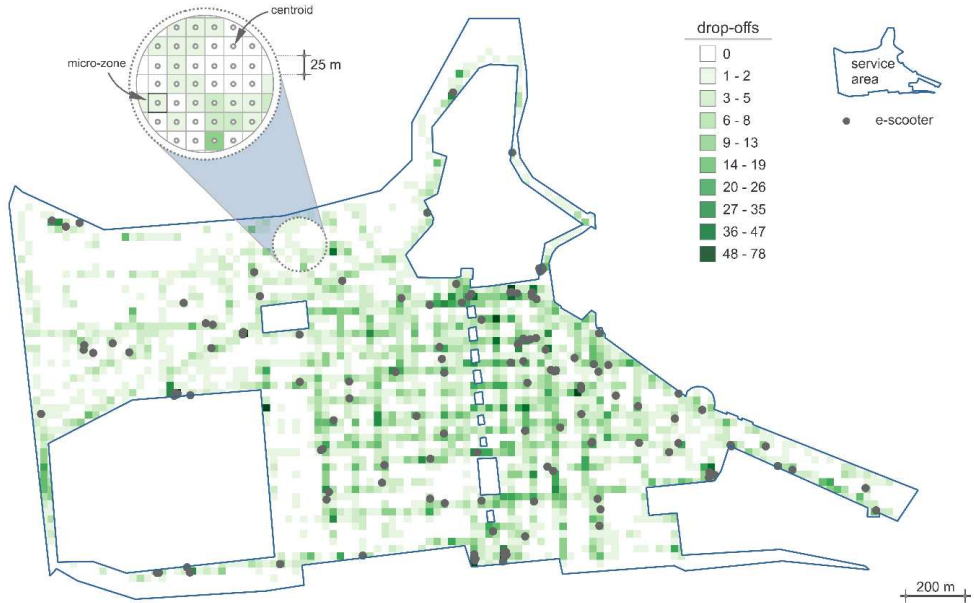 centroid
micro-zone
25 m
drop-offs
0
1 - 2
3 - 5
6 - 8
9 - 13
14 - 19
20 - 26
27 - 35
36 - 47
48 - 78
service
area
e-scooter
200 m